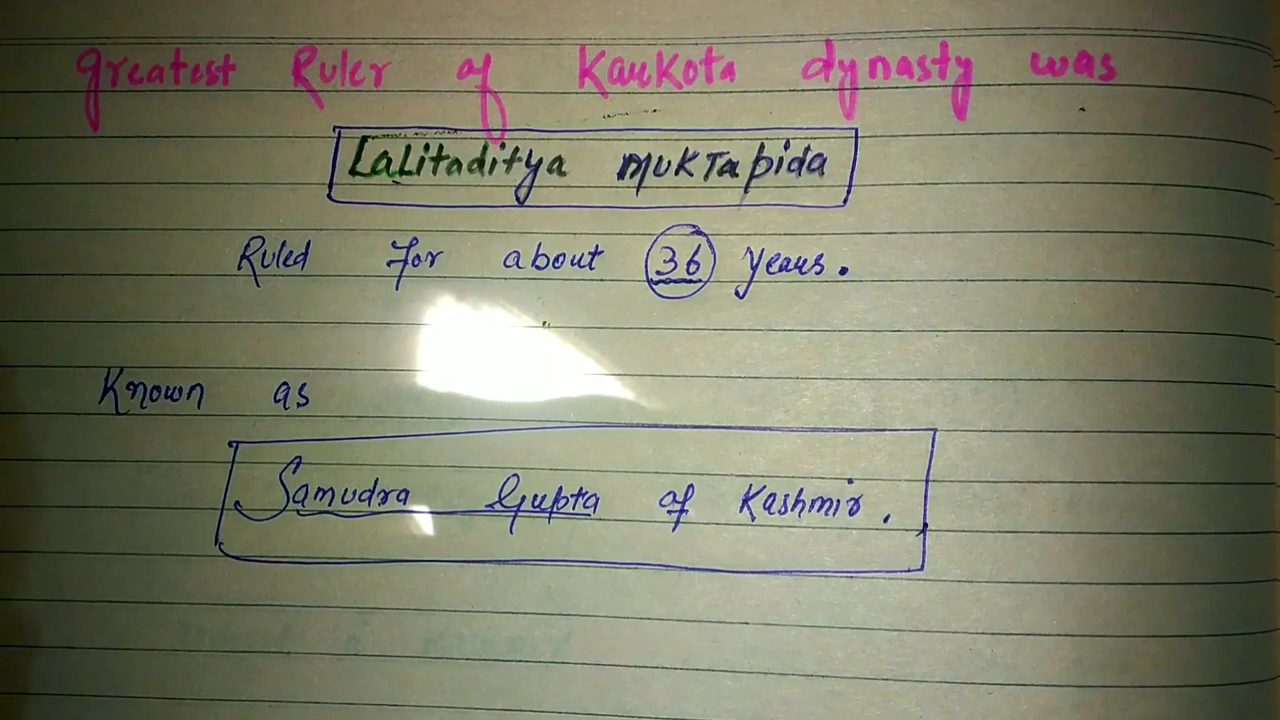 greatest Ruler of Karkota dynasty was
Lalitaditya muktapida
Ruled for about 36 years.
Known as
Samudra Gupta of Kashmir.